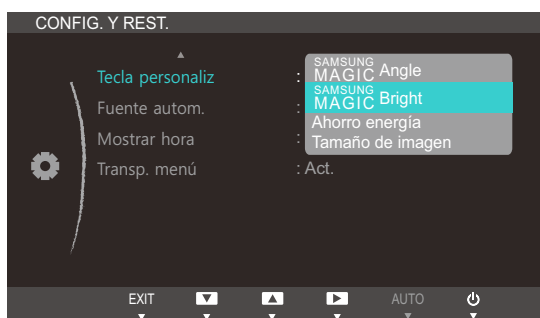 CONFIG. Y REST.
Tecla personaliz :
SAMSUNG MAGIC Angle
Fuente autom. :
SAMSUNG MAGIC Bright
Ahorro energía
Mostrar hora :
Tamaño de imagen
Transp. menú : Act.
EXIT AUTO